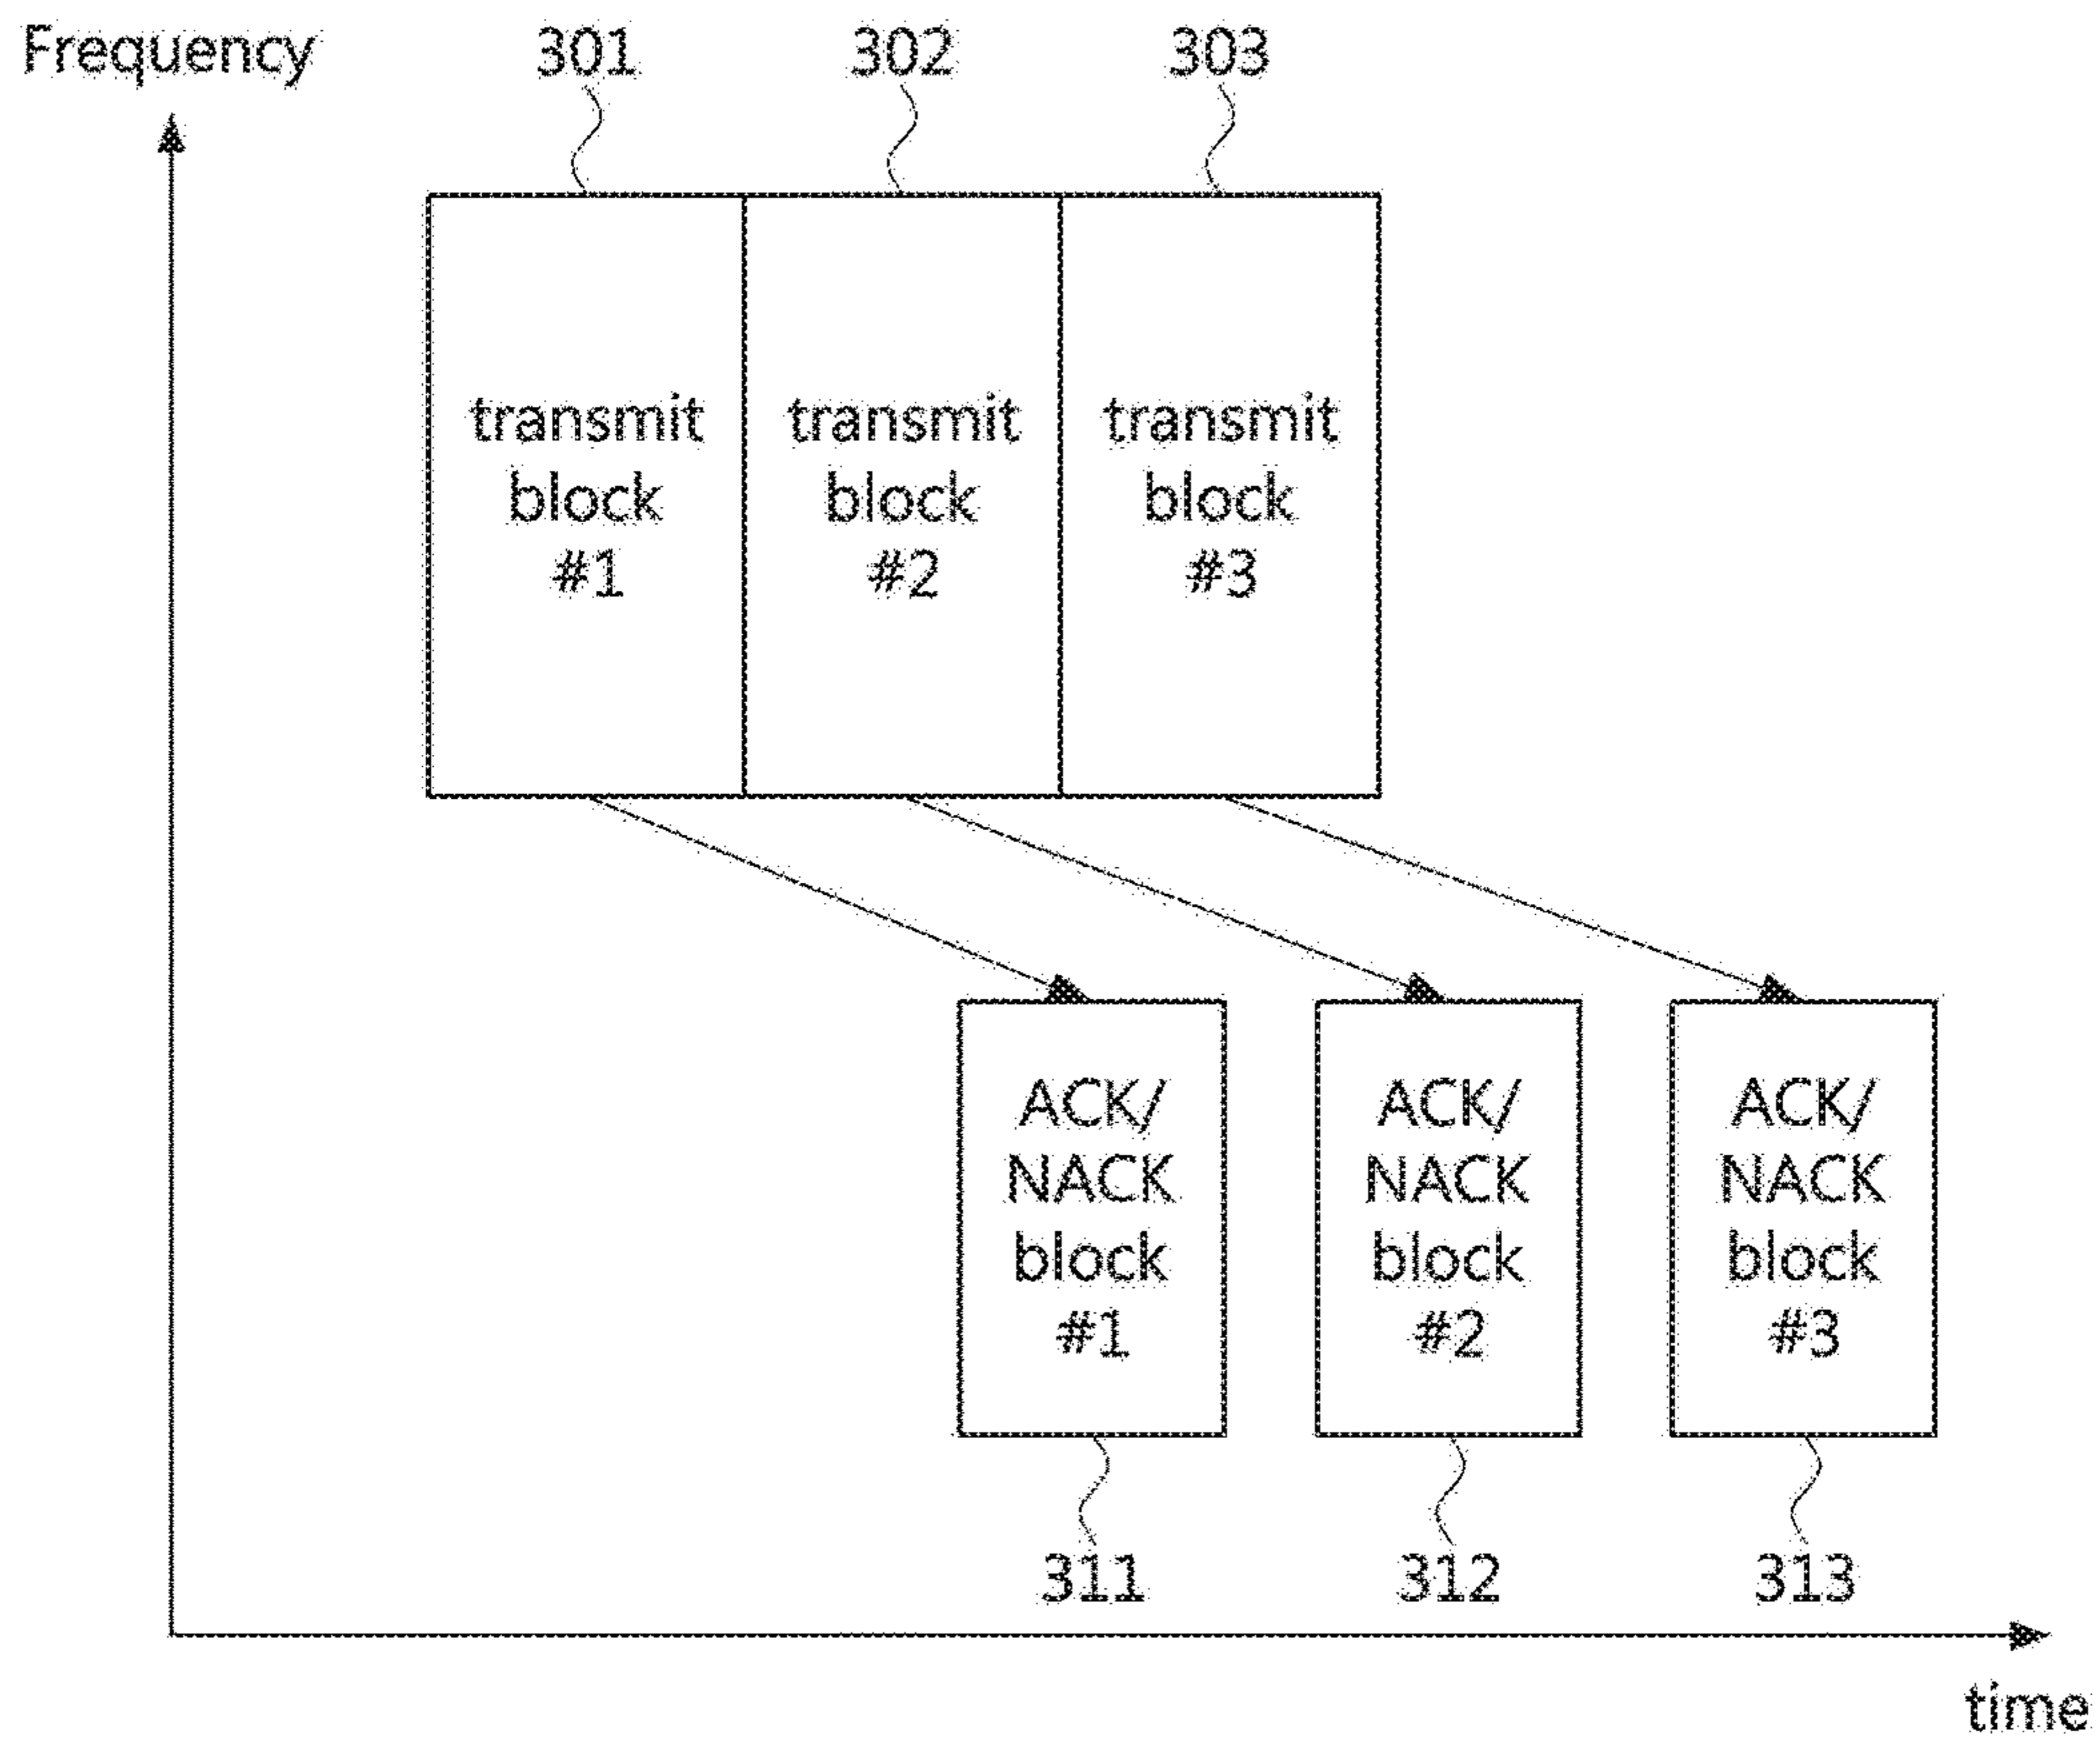 Frequency
301
302
303
transmit
block
#1
transmit
block
#2
transmit
block
#3
ACK/
NACK
block
#1
ACK/
NACK
block
#2
ACK/
NACK
block
#3
311
312
313
time